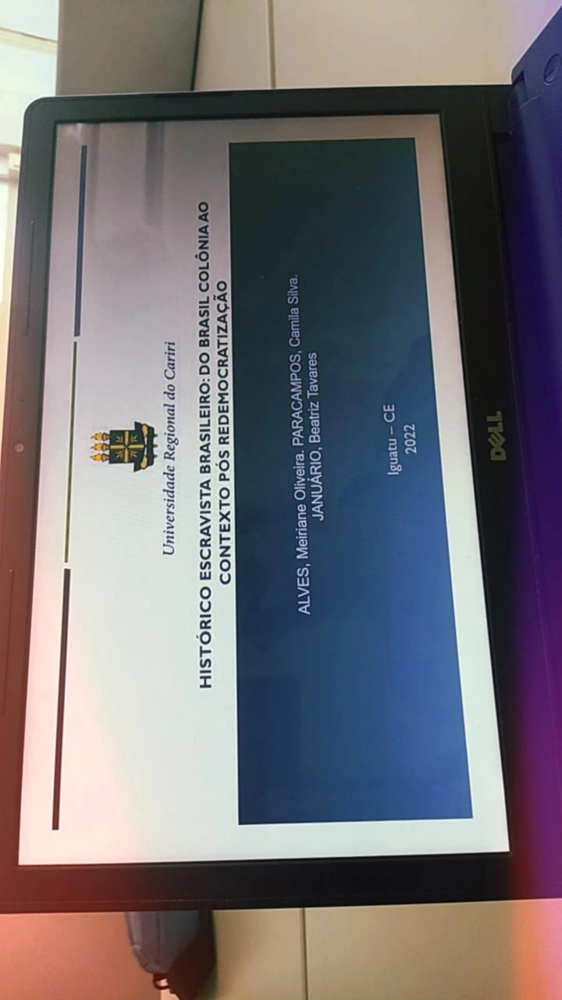 Universidade Regional do Cariri
HISTÓRICO ESCRAVISTA BRASILEIRO: DO BRASIL COLÔNIA AO
CONTEXTO PÓS REDEMOCRATIZAÇÃO
ALVES, Meiriane Oliveira. PARACAMPOS, Camila Silva.
JANUÁRIO, Beatriz Tavares
Iguatu – CE
2022
DELL